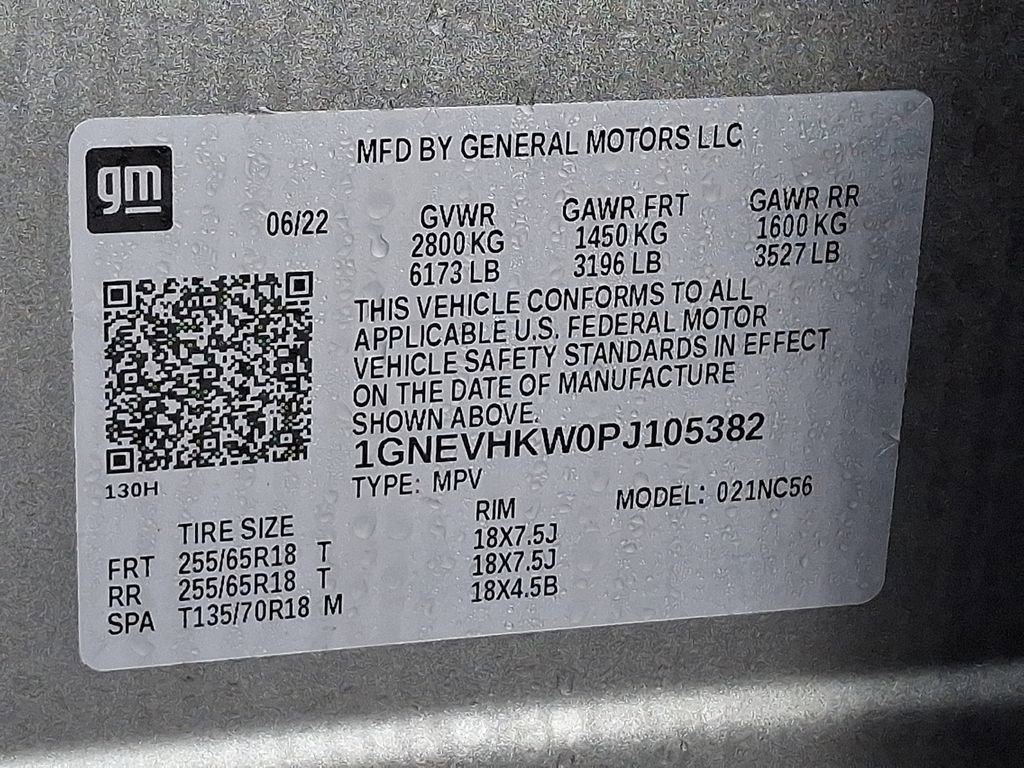 gm
MFD BY GENERAL MOTORS LLC
06/22
GVWR GAWR FRT GAWR RR
2800 KG 1450 KG 1600 KG
6173 LB 3196 LB 3527 LB
THIS VEHICLE CONFORMS TO ALL
APPLICABLE U.S. FEDERAL MOTOR
VEHICLE SAFETY STANDARDS IN EFFECT
ON THE DATE OF MANUFACTURE
SHOWN ABOVE.
1GNEVHKW0PJ105382
130H
TYPE: MPV MODEL: 021NC56
TIRE SIZE RIM
FRT 255/65R18 T 18X7.5J
RR 255/65R18 T 18X7.5J
SPA T135/70R18 M 18X4.5B